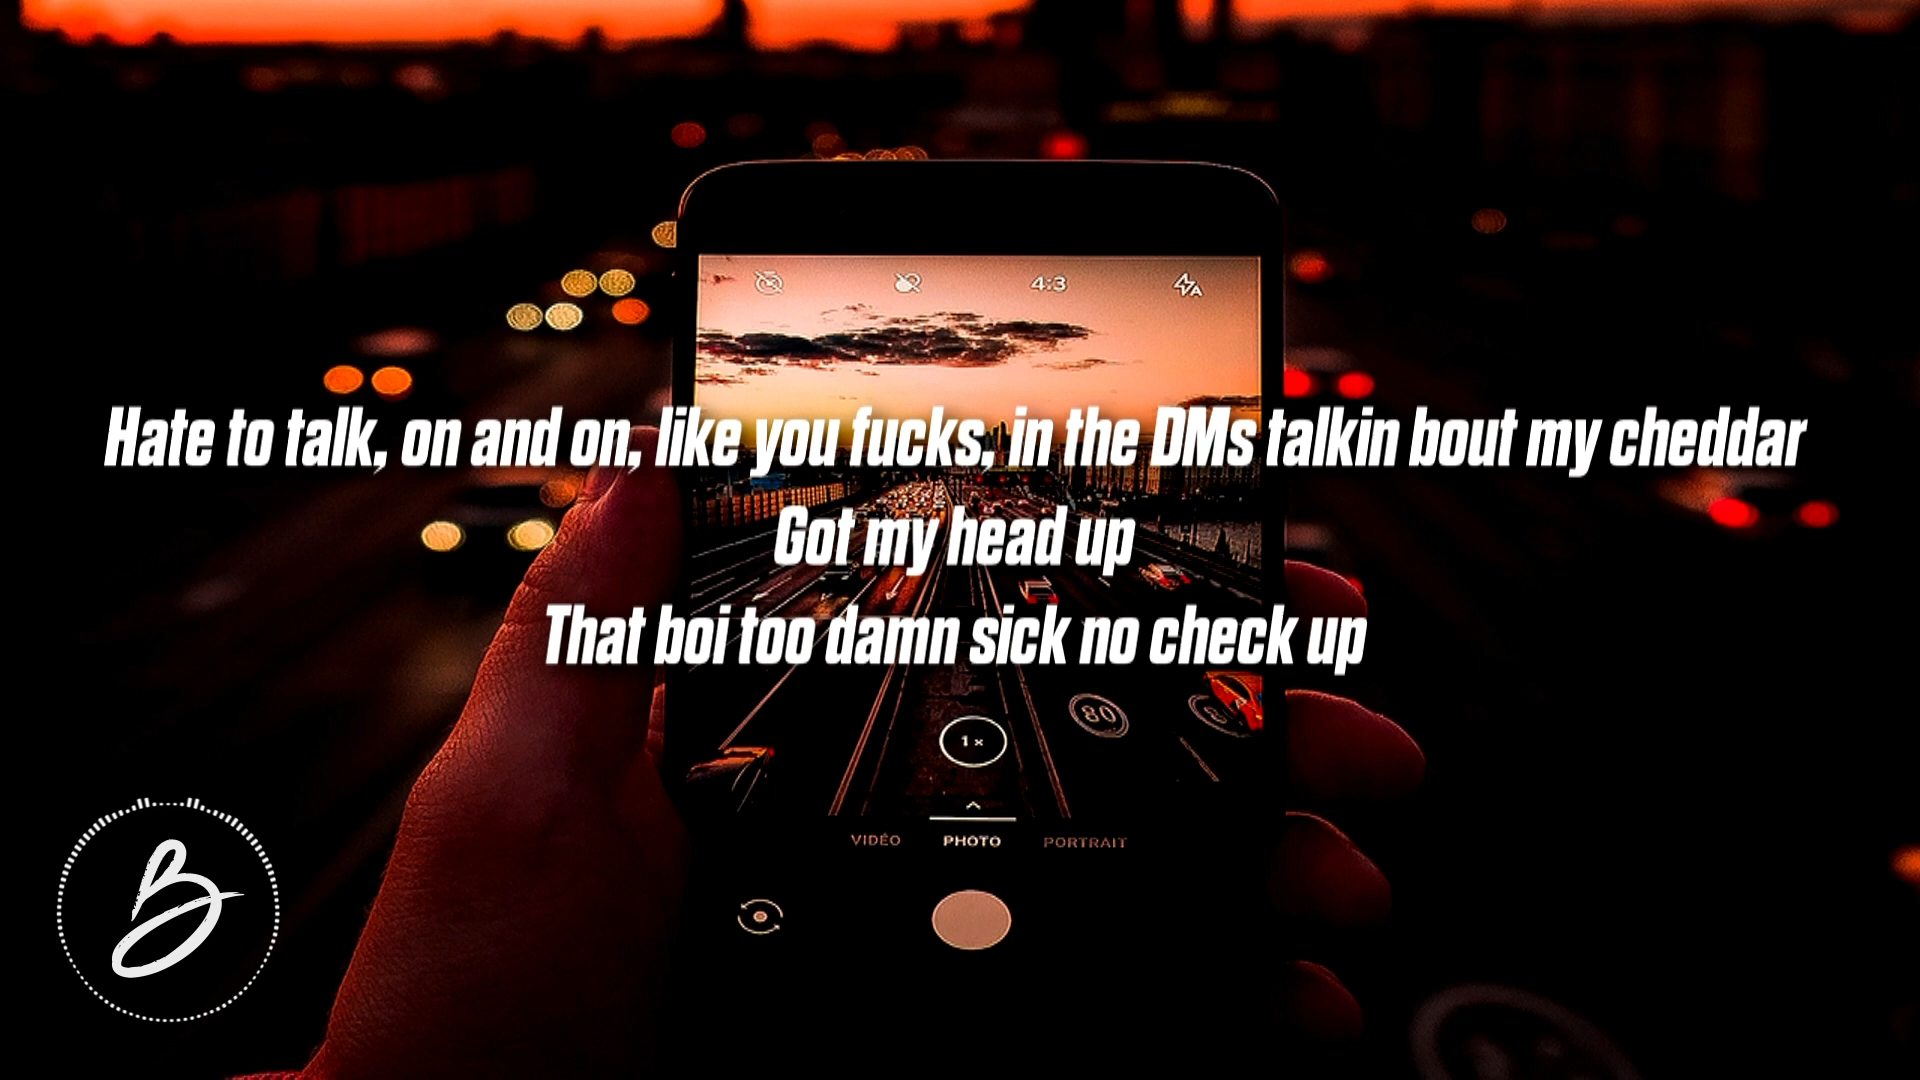 4:3
Hate to talk, on and on, like you fucks, in the DMs talkin bout my cheddar
Got my head up
That boi too damn sick no check up
80
1×
VIDÉO PHOTO PORTRAIT
B